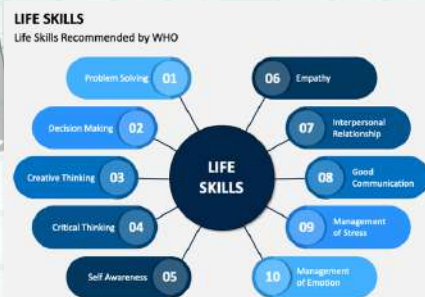 LIFE SKILLS
Life Skills Recommended by WHO
Problem Solving 01
Decision Making 02
Creative Thinking 03
Critical Thinking 04
Self Awareness 05
LIFE
SKILLS
06 Empathy
07 Interpersonal
Relationship
08 Good
Communication
09 Management
of Stress
10 Management
of Emotion